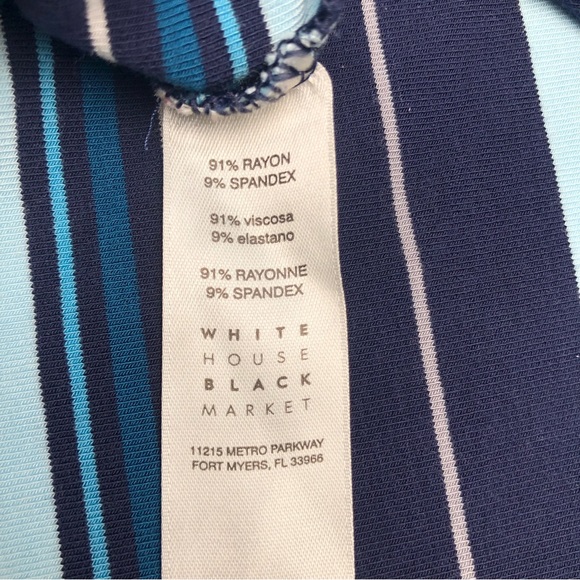 91% RAYON
9% SPANDEX
91% viscosa
9% elastano
91% RAYONNE
9% SPANDEX
WHITE
HOUSE
BLACK
MARKET
11215 METRO PARKWAY
FORT MYERS, FL 33966